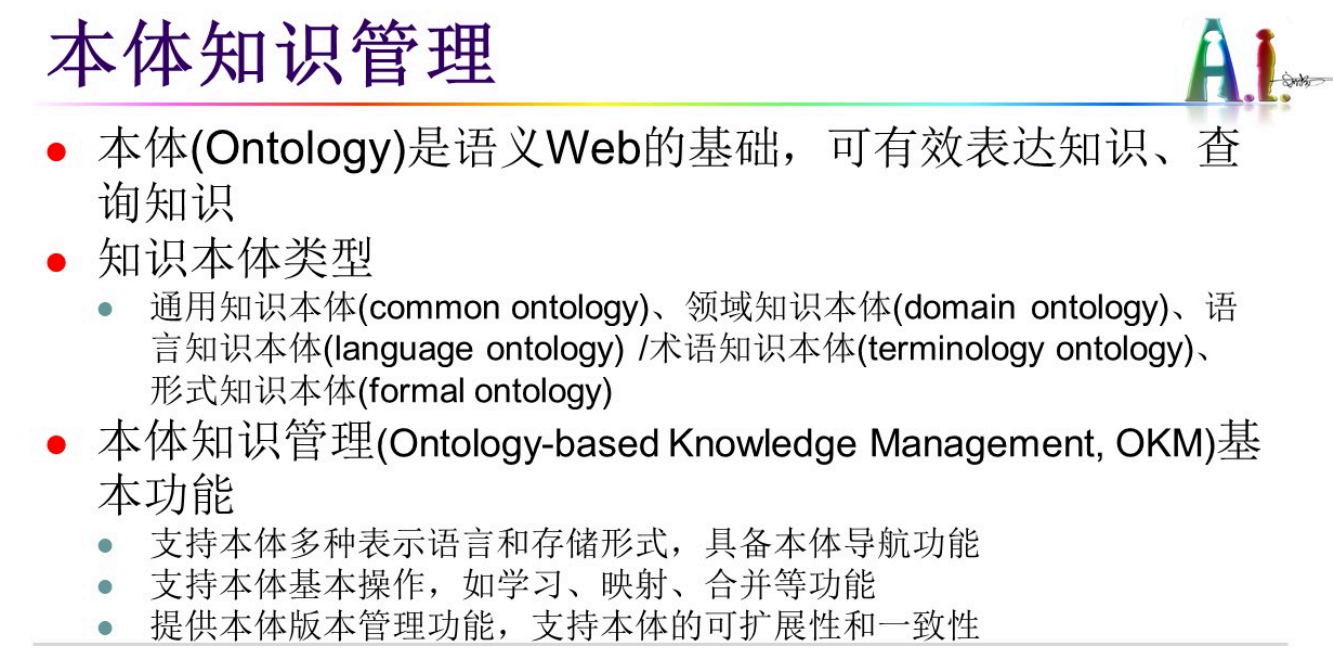 本体知识管理
本体(Ontology)是语义Web的基础，可有效表达知识、查
询知识
知识本体类型
通用知识本体(common ontology)、领域知识本体(domain ontology)、语
言知识本体(language ontology) /术语知识本体(terminology ontology)、
形式知识本体(formal ontology)
本体知识管理(Ontology-based Knowledge Management, OKM)基
本功能
支持本体多种表示语言和存储形式，具备本体导航功能
支持本体基本操作，如学习、映射、合并等功能
提供本体版本管理功能，支持本体的可扩展性和一致性
A.I.